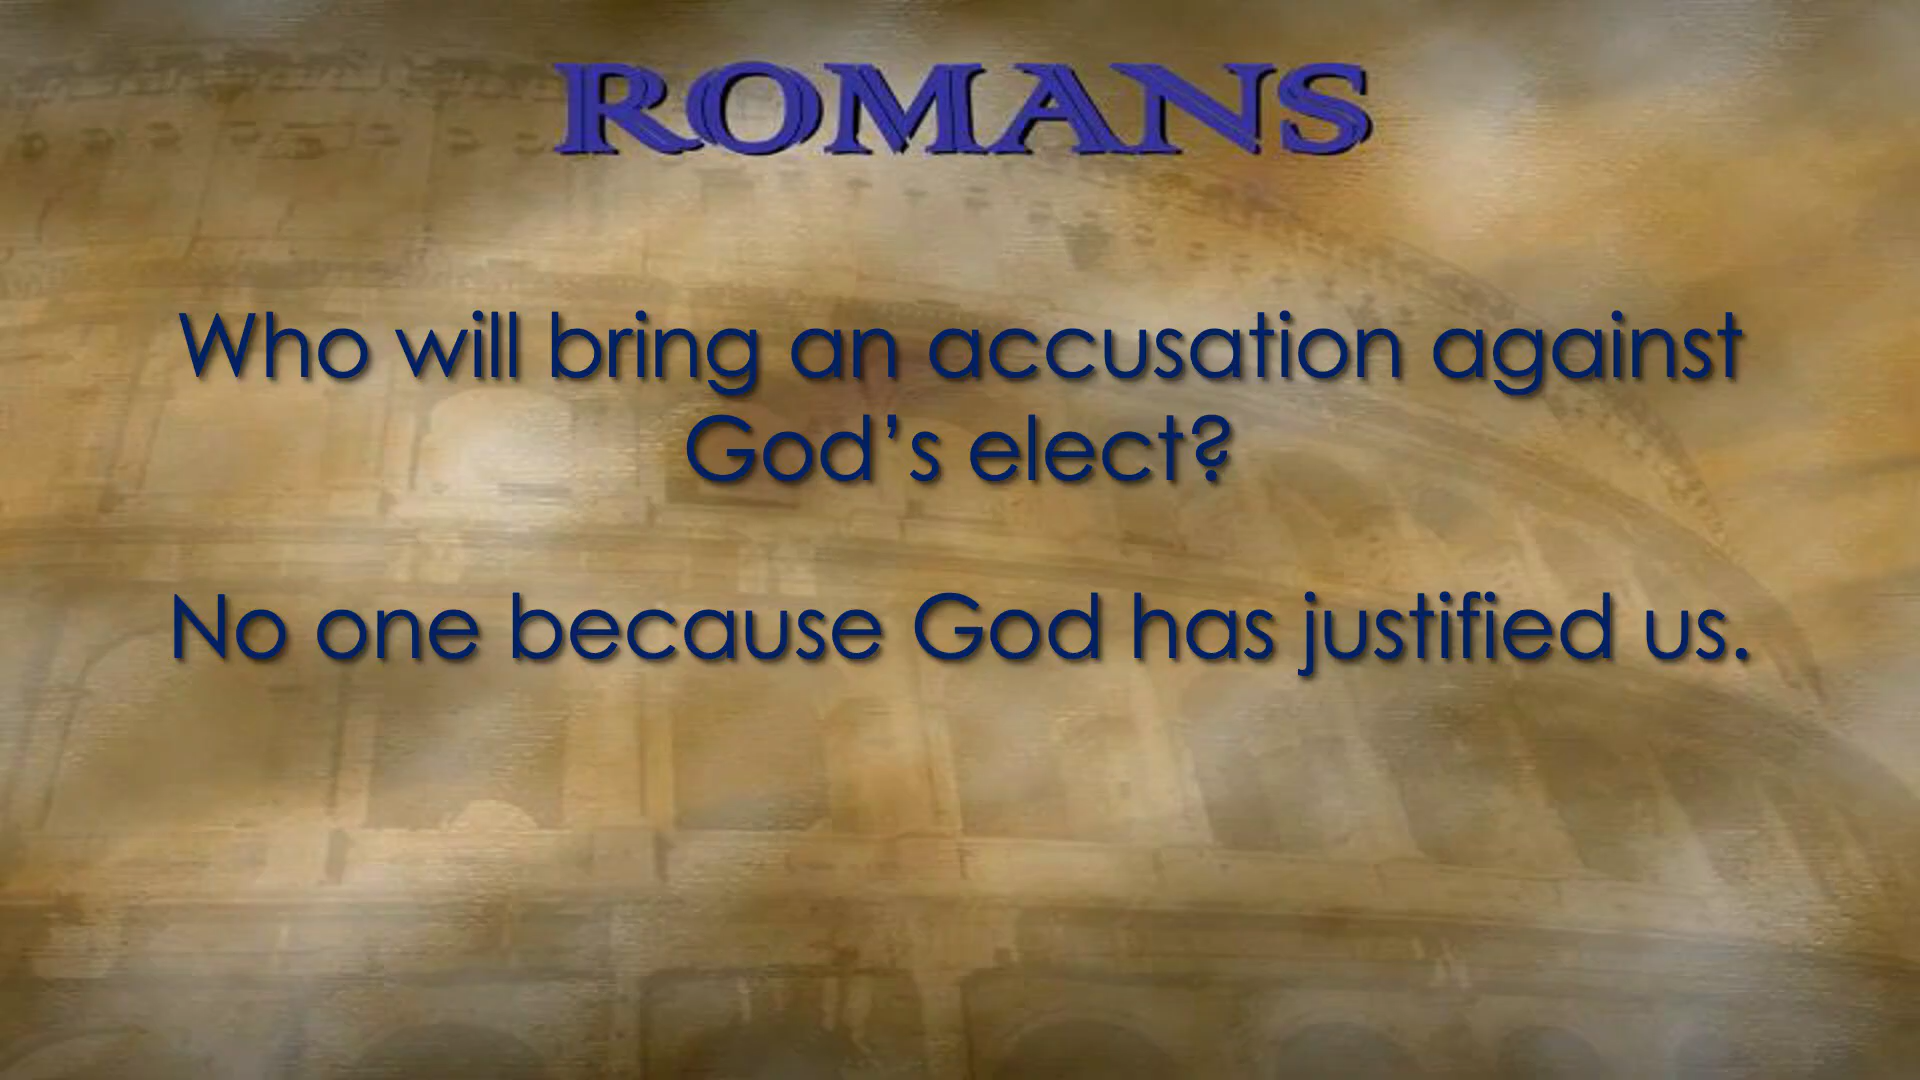 ROMANS
Who will bring an accusation against
God’s elect?
No one because God has justified us.